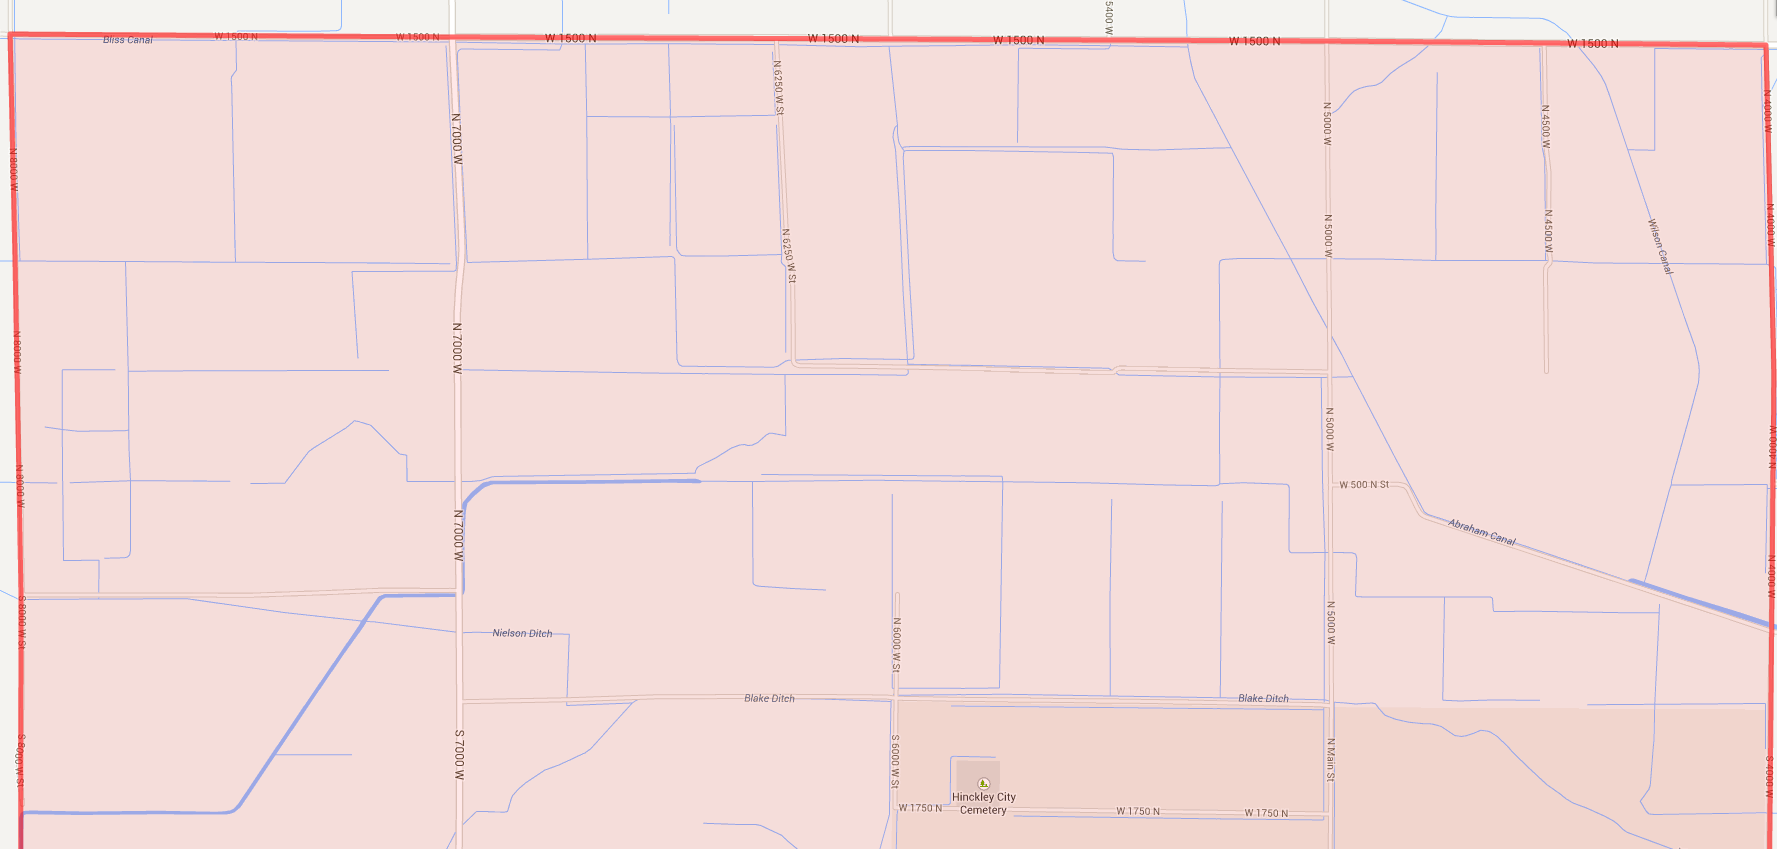 5400 W
Bliss Canal
W 1500 N
W 1500 N
W 1500 N
W 1500 N
W 1500 N
W 1500 N
W 1500 N
N 6250 W St
N 4000 W
N 7000 W
N 5000 W
N 4500 W
N 8000 W
N 4000 W
N 6250 W St
N 5000 W
N 4500 W
Wilson Canal
N 8000 W
N 7000 W
N 5000 W
N 4000 W
N 8000 W
W 500 N St
N 7000 W
Abraham Canal
N 4000 W
S 8000 W St
Nielson Ditch
N 6000 W St
N 5000 W
Blake Ditch
Blake Ditch
S 8000 W St
S 7000 W
S 6000 W St
N Main St
S 4000 W
Hinckley City
Cemetery
W 1750 N
W 1750 N
W 1750 N